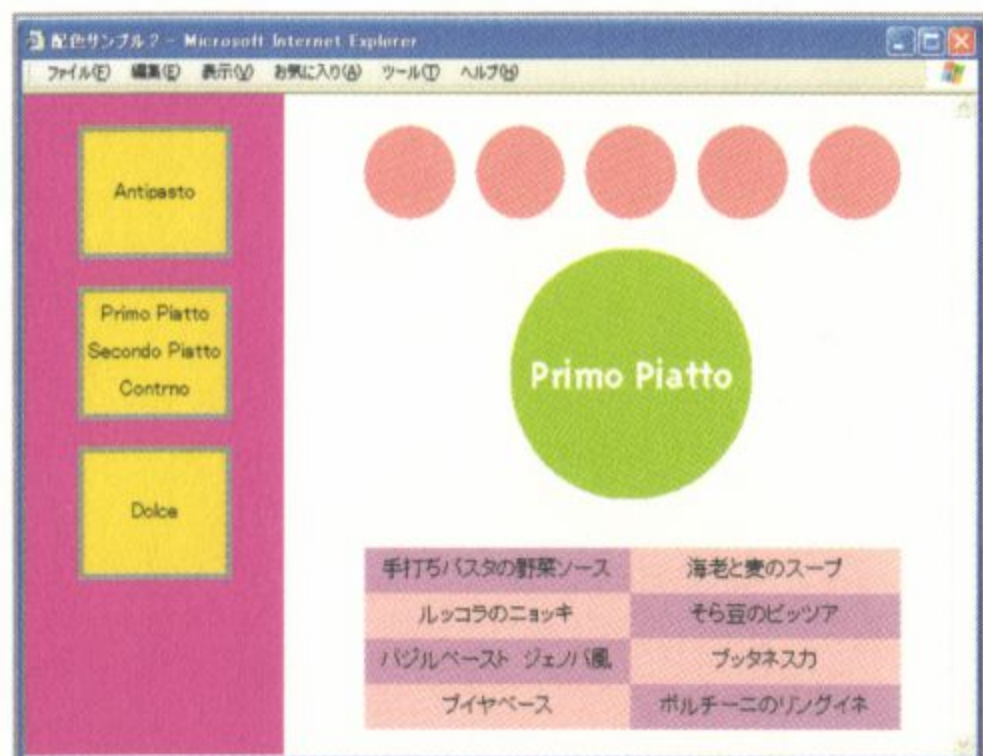 配色サンプル2 - Microsoft Internet Explorer
ファイル(F) 編集(E) 表示(V) お気に入り(A) ツール(T) ヘルプ(H)
Antipasto
Primo Piatto
Secondo Piatto
Contrno
Dolce
Primo Piatto
手打ちパスタの野菜ソース 海老と麦のスープ
ルッコラのニョッキ そら豆のピッツア
バジルペースト ジェノバ風 プッタネスカ
ブイヤベース ポルチーニのリングイネ